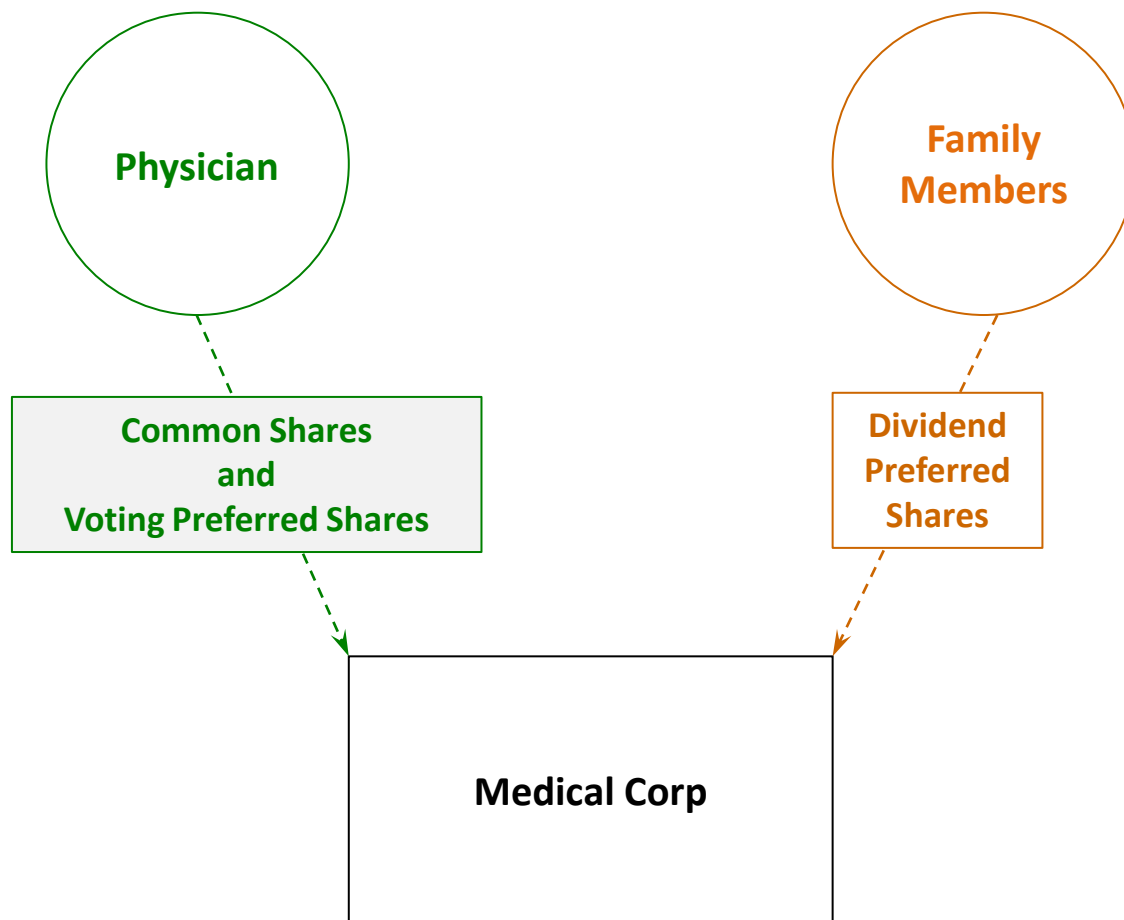 Physician
Family
Members
Common Shares
and
Voting Preferred Shares
Dividend
Preferred
Shares
Medical Corp